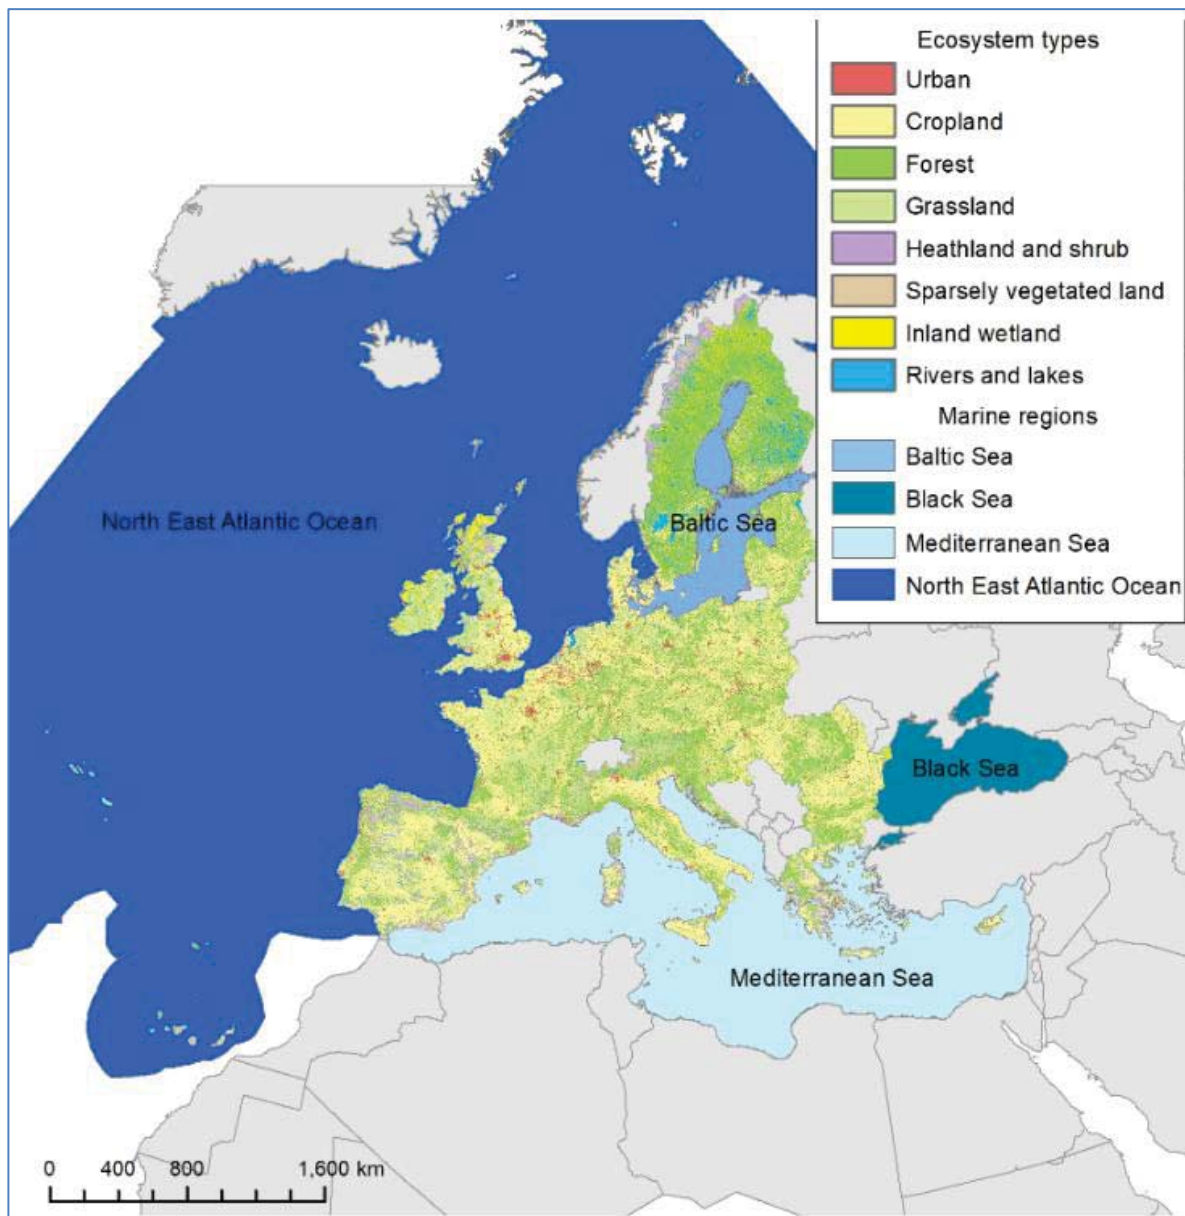 Ecosystem types
Urban
Cropland
Forest
Grassland
Heathland and shrub
Sparsely vegetated land
Inland wetland
Rivers and lakes
Marine regions
Baltic Sea
Black Sea
Mediterranean Sea
North East Atlantic Ocean
North East Atlantic Ocean
Baltic Sea
Black Sea
Mediterranean Sea
0 400 800 1,600 km